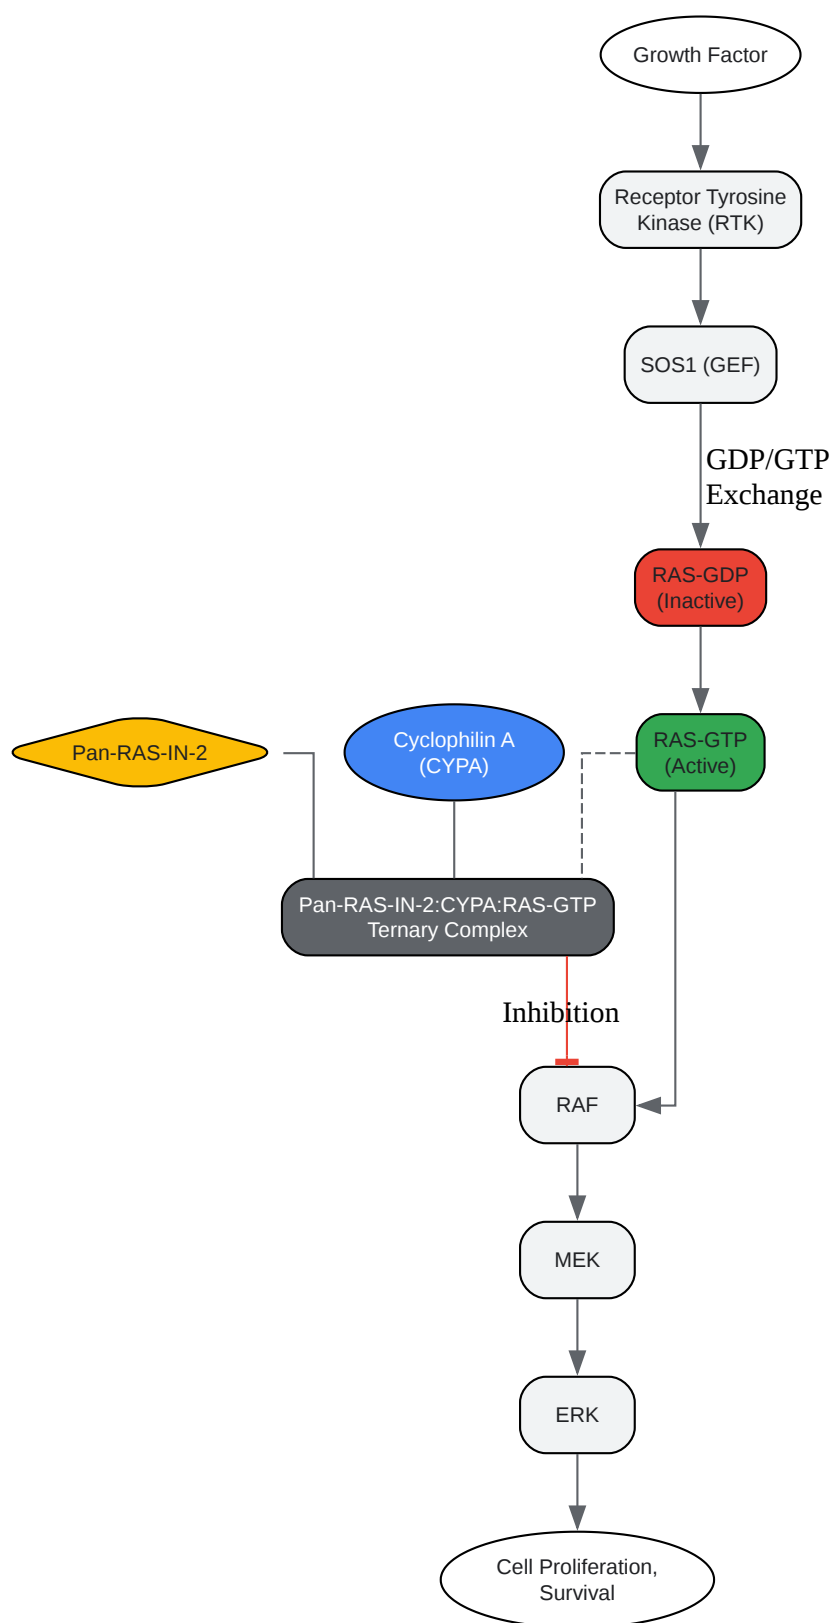 Growth Factor
Receptor Tyrosine
Kinase (RTK)
SOS1 (GEF)
GDP/GTP
Exchange
RAS-GDP
(Inactive)
Pan-RAS-IN-2
Cyclophilin A
(CYPA)
RAS-GTP
(Active)
Pan-RAS-IN-2:CYPA:RAS-GTP
Ternary Complex
Inhibition
RAF
MEK
ERK
Cell Proliferation,
Survival